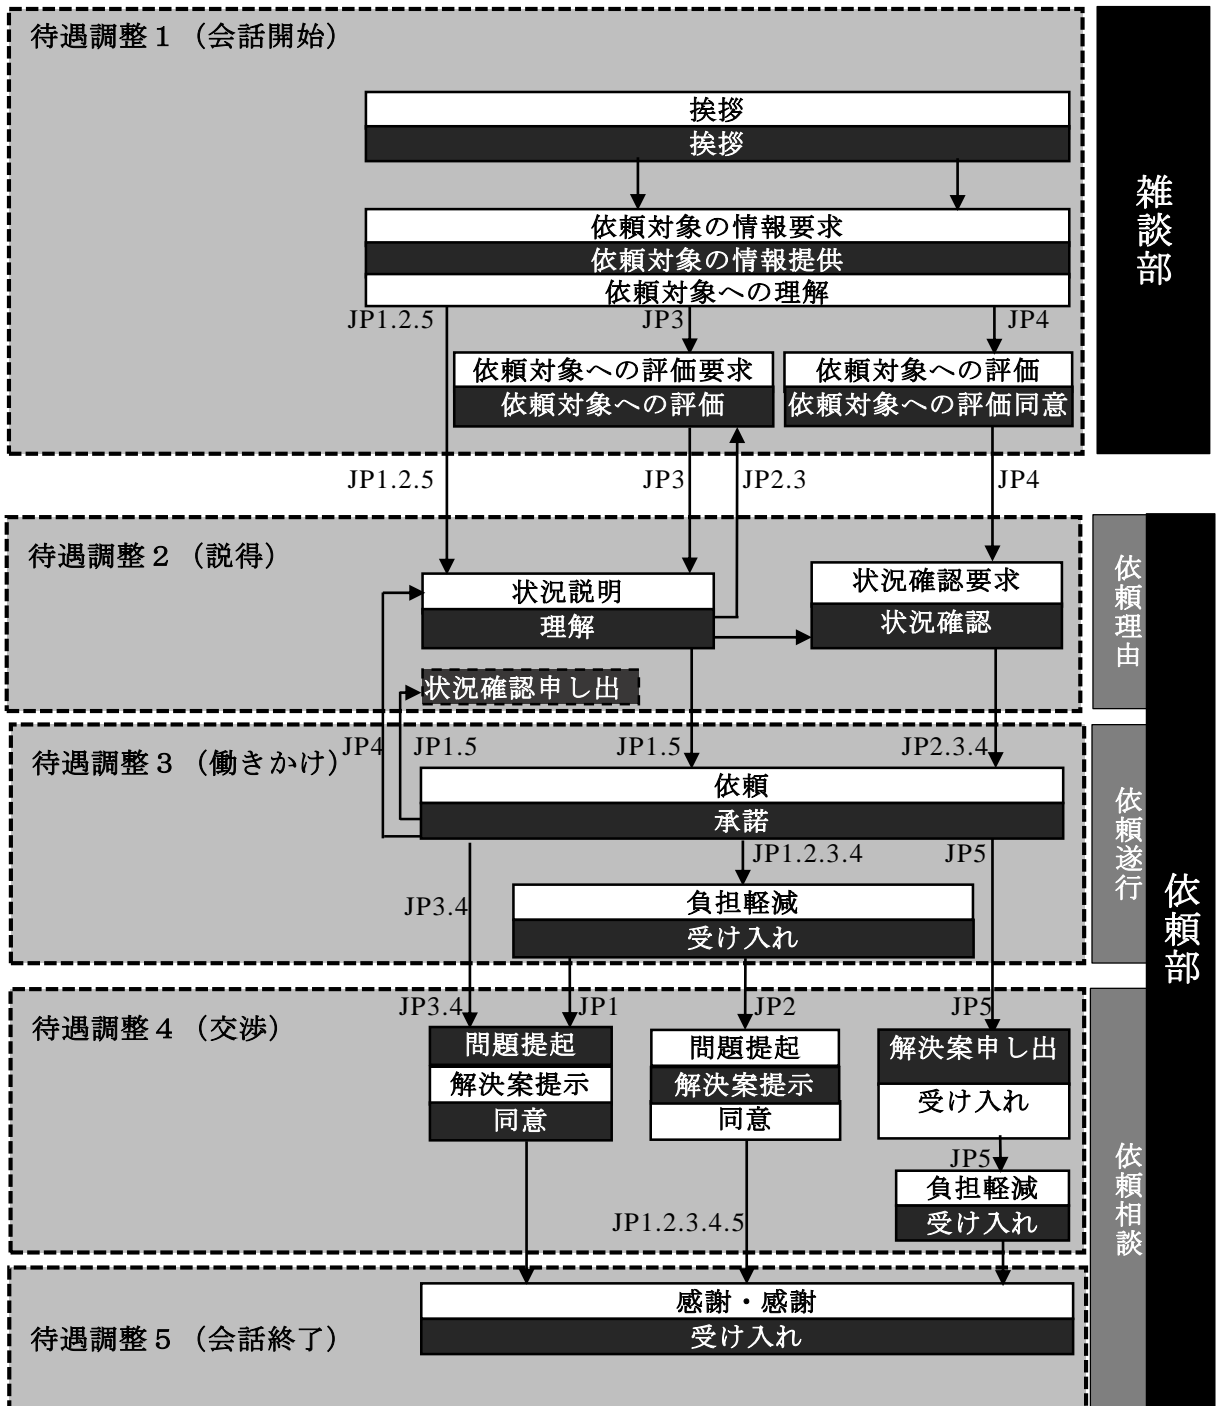 待遇調整１（会話開始）
挨拶
挨拶
依頼対象の情報要求
依頼対象の情報提供
依頼対象への理解
JP1.2.5
JP3
JP4
依頼対象への評価要求
依頼対象への評価
依頼対象への評価
依頼対象への評価同意
雑談部
JP1.2.5
JP3
JP2.3
JP4
待遇調整２（説得）
状況説明
理解
状況確認要求
状況確認
状況確認申し出
依頼理由
待遇調整３（働きかけ）
JP4
JP1.5
JP1.5
JP2.3.4
依頼
承諾
JP1.2.3.4
JP5
JP3.4
負担軽減
受け入れ
依頼遂行
依頼部
待遇調整４（交渉）
JP3.4
JP1
JP2
JP5
問題提起
解決案提示
同意
問題提起
解決案提示
同意
解決案申し出
受け入れ
JP5
負担軽減
受け入れ
JP1.2.3.4.5
依頼相談
待遇調整５（会話終了）
感謝・感謝
受け入れ